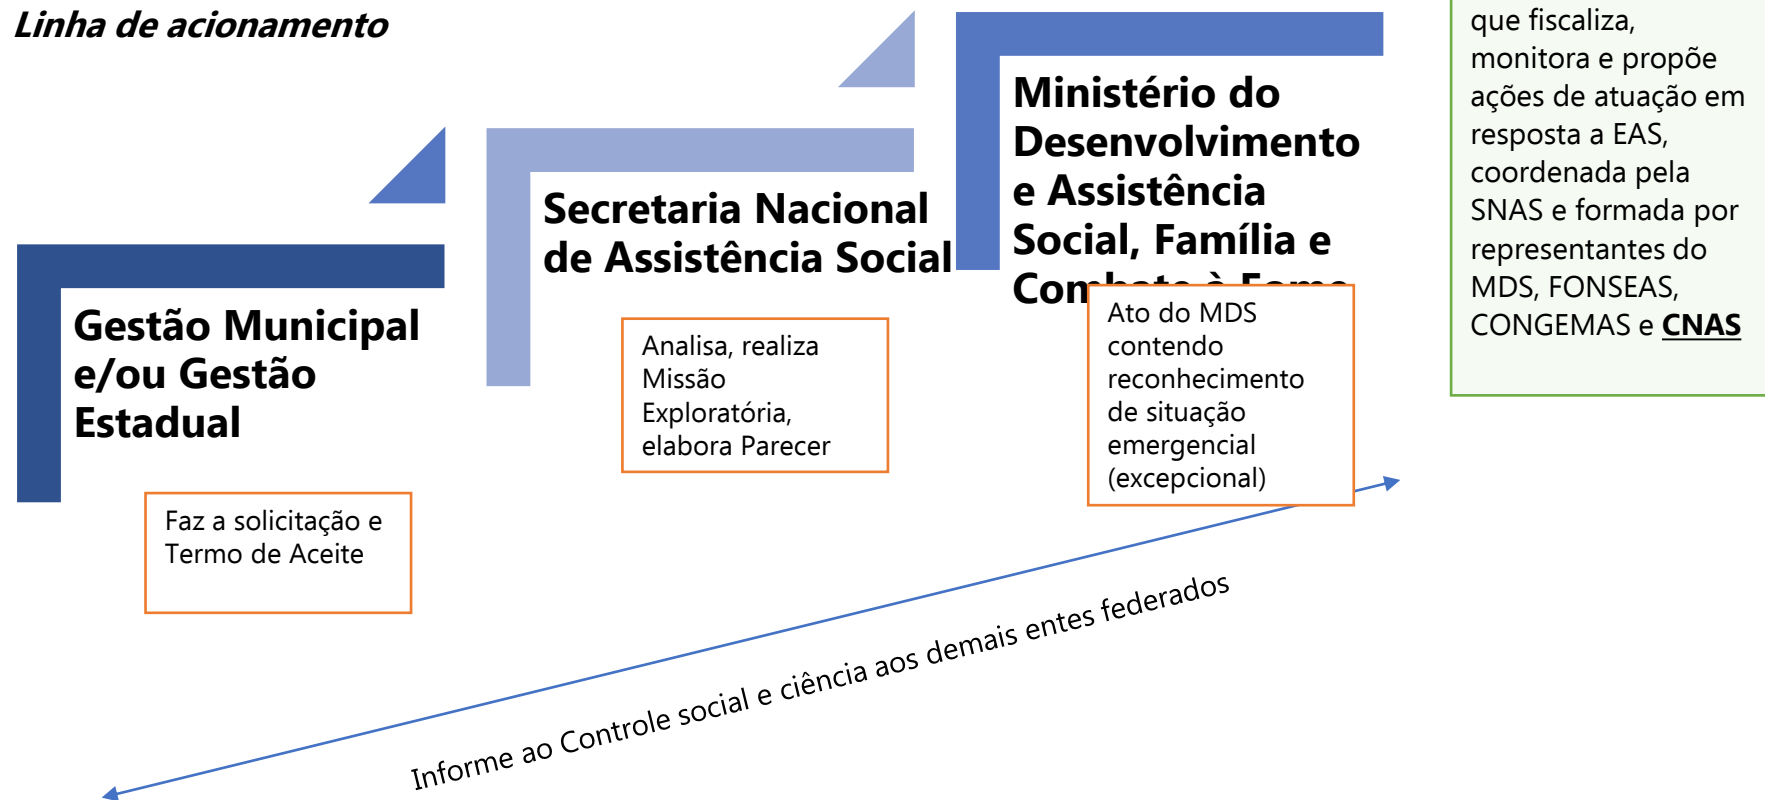 Linha de acionamento
Gestão Municipal
e/ou Gestão
Estadual
Faz a solicitação e
Termo de Aceite
Secretaria Nacional
de Assistência Social
Analisa, realiza
Missão
Exploratória,
elabora Parecer
Ministério do
Desenvolvimento
e Assistência
Social, Família e
Combate à Fome
Ato do MDS
contendo
reconhecimento
de situação
emergencial
(excepcional)
que fiscaliza,
monitora e propõe
ações de atuação em
resposta a EAS,
coordenada pela
SNAS e formada por
representantes do
MDS, FONSEAS,
CONGEMAS e CNAS
Informe ao Controle social e ciência aos demais entes federados